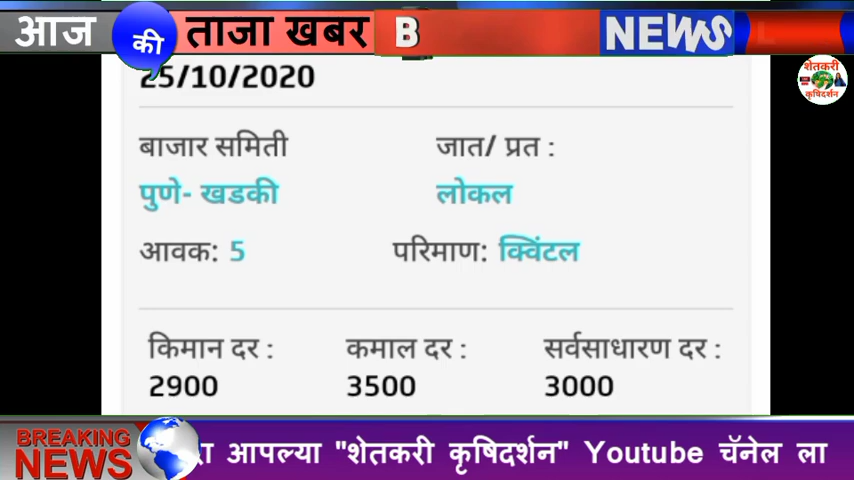 आज की ताजा खबर B NEWS
शेतकरी
कृषिदर्शन
25/10/2020
बाजार समिती जात/ प्रत :
पुणे- खडकी लोकल
आवक: 5 परिमाण: क्विंटल
किमान दर : कमाल दर : सर्वसाधारण दर :
2900 3500 3000
BREAKING
NEWS
आपल्या "शेतकरी कृषिदर्शन" Youtube चॅनेल ला